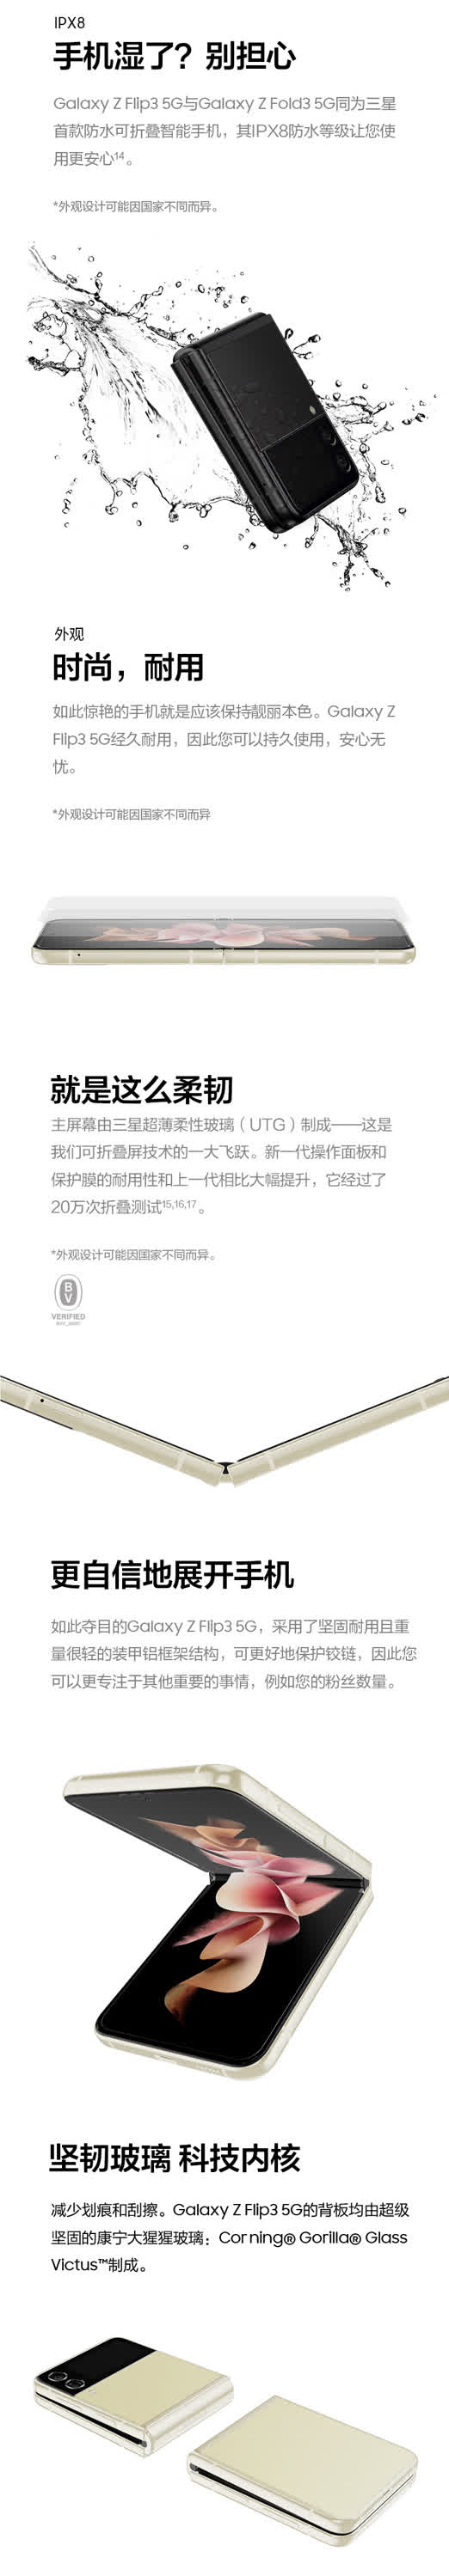 IPX8
手机湿了？别担心
Galaxy Z Flip3 5G与Galaxy Z Fold3 5G同为三星
首款防水可折叠智能手机，其IPX8防水等级让您使
用更安心14。
*外观设计可能因国家不同而异。
外观
时尚，耐用
如此惊艳的手机就是应该保持靓丽本色。Galaxy Z
Flip3 5G经久耐用，因此您可以持久使用，安心无
忧。
*外观设计可能因国家不同而异
就是这么柔韧
主屏幕由三星超薄柔性玻璃（UTG）制成——这是
我们可折叠屏技术的一大飞跃。新一代操作面板和
保护膜的耐用性和上一代相比大幅提升，它经过了
20万次折叠测试15,16,17。
*外观设计可能因国家不同而异。
BV
VERIFIED
更自信地展开手机
如此夺目的Galaxy Z Flip3 5G，采用了坚固耐用且重
量很轻的装甲铝框架结构，可更好地保护铰链，因此您
可以更专注于其他重要的事情，例如您的粉丝数量。
坚韧玻璃 科技内核
减少划痕和刮擦。Galaxy Z Flip3 5G的背板均由超级
坚固的康宁大猩猩玻璃：Corning® Gorilla® Glass
Victus™制成。